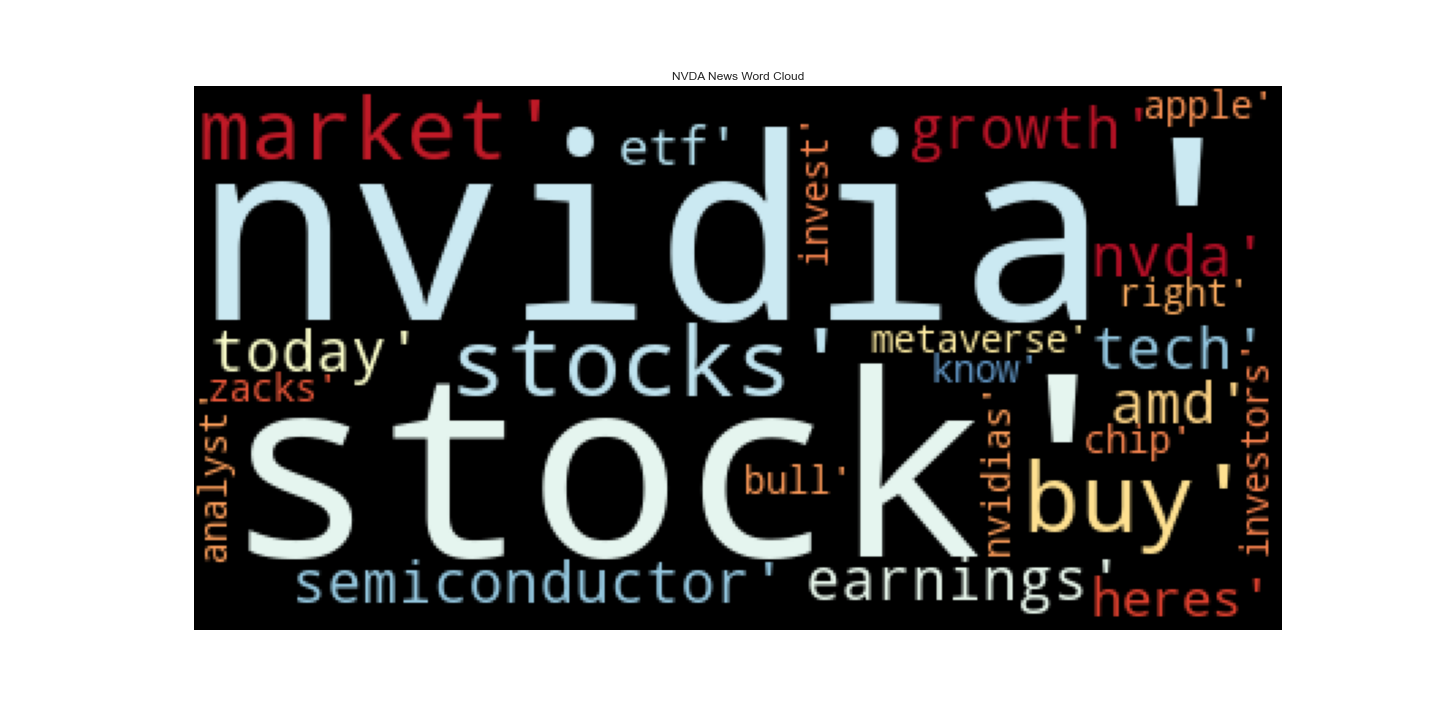 NVDA News Word Cloud
market'
etf'
invest'
growth'
apple'
nvidia'
nvda'
right'
today'
stocks'
metaverse'
know'
tech'
zacks'
analyst'
stock'
bull'
nvidias'
amd'
chip'
buy'
investors'
semiconductor'
earnings'
heres'